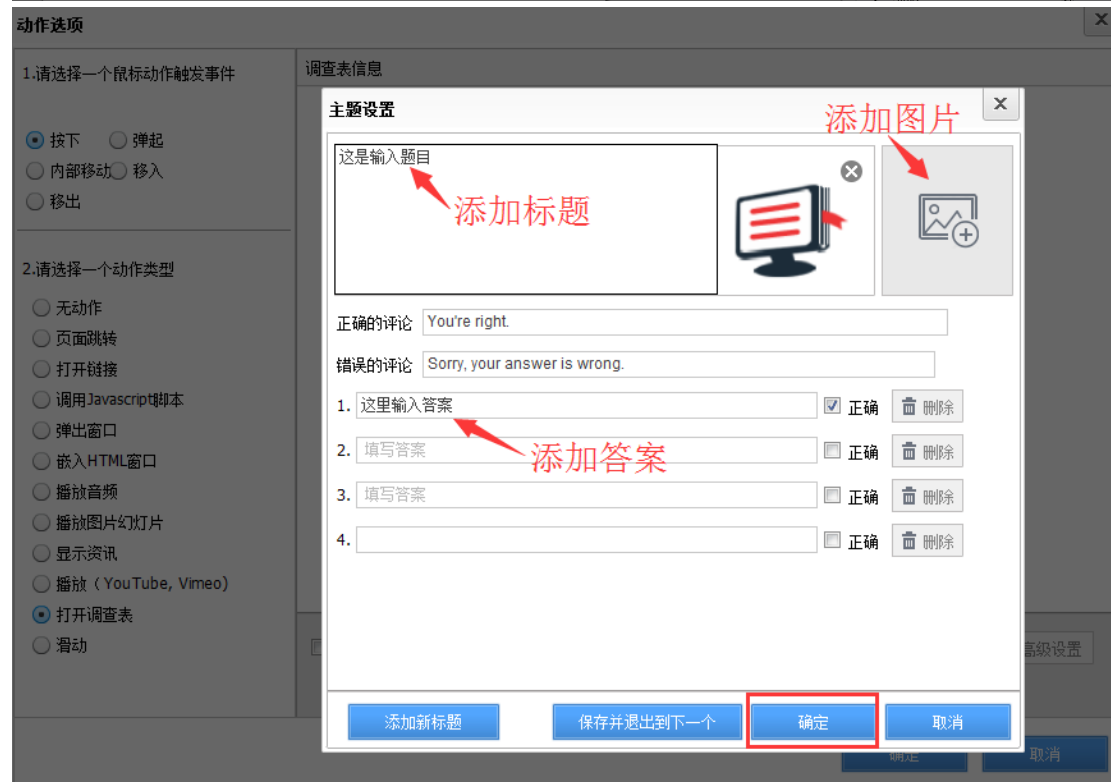 动作选项
1.请选择一个鼠标动作触发事件
按下
弹起
内部移动
移入
移出
2.请选择一个动作类型
无动作
页面跳转
打开链接
调用Javascript脚本
弹出窗口
嵌入HTML窗口
播放音频
播放图片幻灯片
显示资讯
播放（YouTube, Vimeo)
打开调查表
滑动
调查表信息
主题设置
添加图片
这是输入题目
添加标题
正确的评论
You're right.
错误的评论
Sorry, your answer is wrong.
1. 这里输入答案 正确 删除
添加答案
2. 填写答案 正确 删除
3. 填写答案 正确 删除
4. 正确 删除
添加新标题
保存并退出到下一个
确定
取消
高级设置
确定
取消